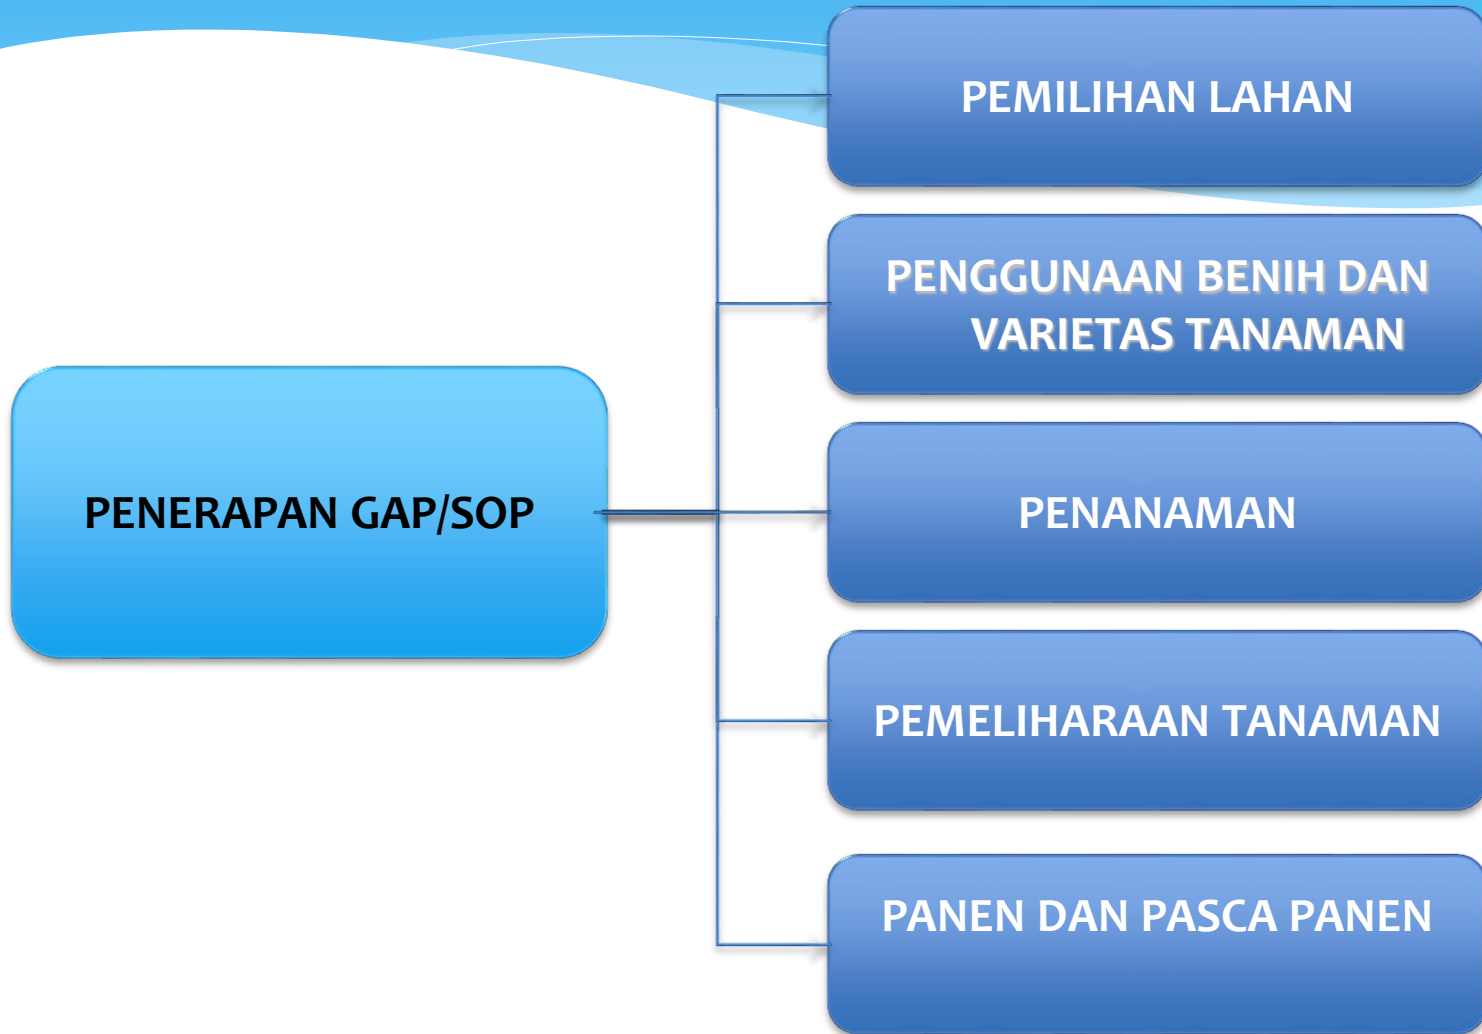 PEMILIHAN LAHAN
PENGGUNAAN BENIH DAN
VARIETAS TANAMAN
PENERAPAN GAP/SOP
PENANAMAN
PEMELIHARAAN TANAMAN
PANEN DAN PASCA PANEN